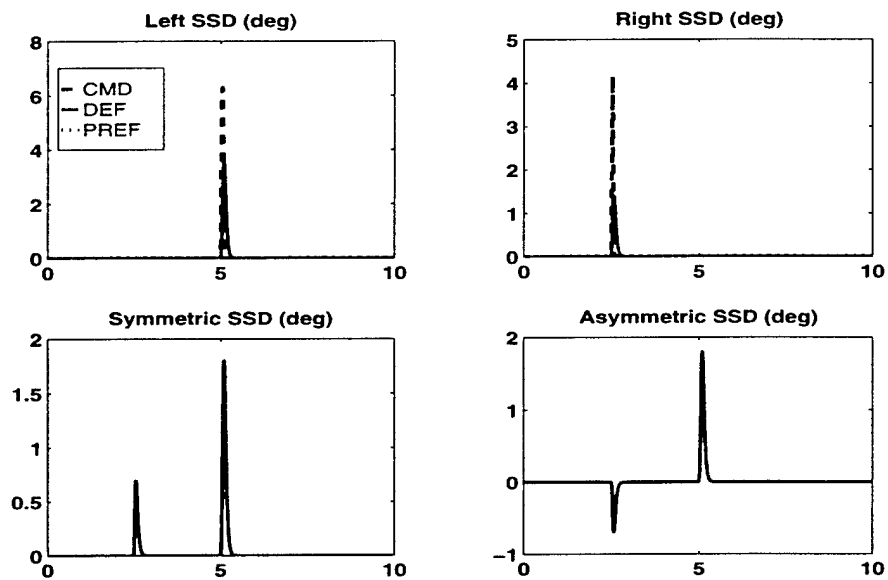 Left SSD (deg)
8
6
4
2
0
0 5 10
CMD
DEF
PREF
Right SSD (deg)
5
4
3
2
1
0
0 5 10
Symmetric SSD (deg)
2
1.5
1
0.5
0
0 5 10
Asymmetric SSD (deg)
2
1
0
−1
0 5 10